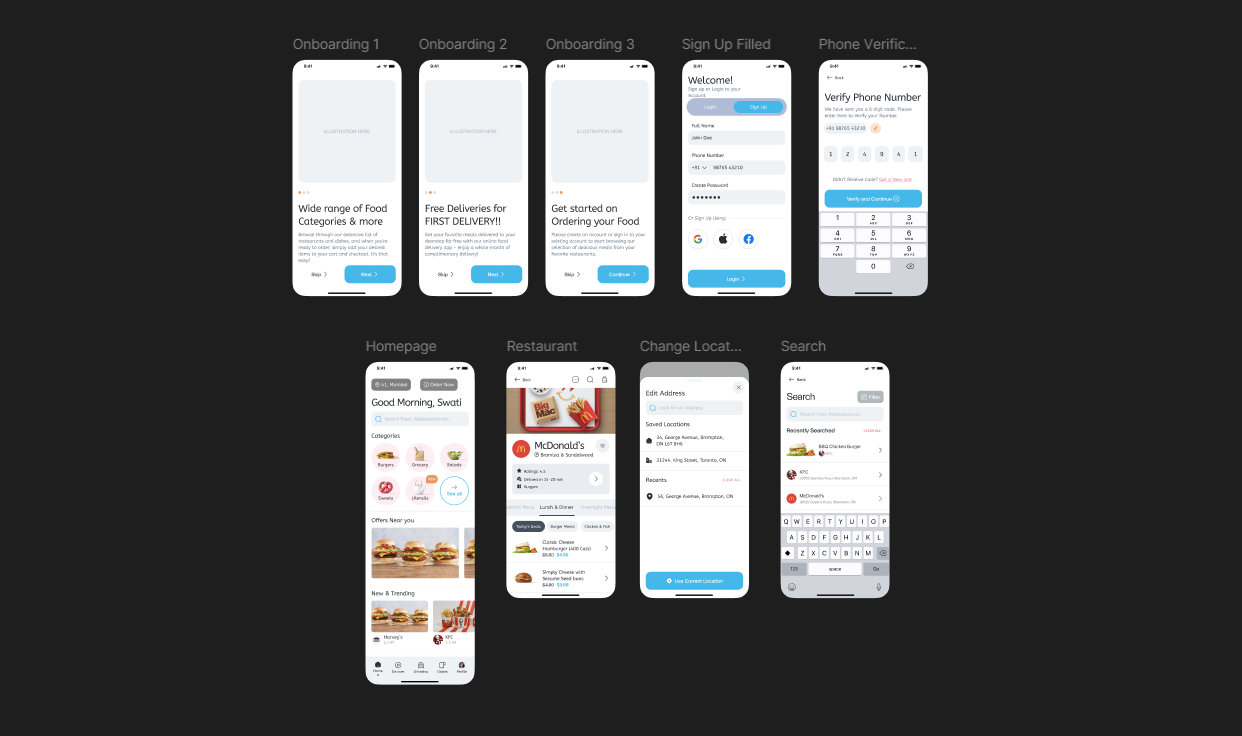 Onboarding 1
9:41
ILLUSTRATION HERE
Wide range of Food
Categories & more
Browse through our extensive list of
restaurants and dishes, and when you're
ready to order, simply add your desired
items to your cart and checkout. It's that
easy!
Skip
Next
Onboarding 2
9:41
ILLUSTRATION HERE
Free Deliveries for
FIRST DELIVERY!!
Get your favorite meals delivered to your
doorstep for free with our online food
delivery app - enjoy a whole month of
complimentary delivery!
Skip
Next
Onboarding 3
9:41
ILLUSTRATION HERE
Get started on
Ordering your Food
Please create an account or sign in to your
existing account to start browsing our
selection of delicious meals from your
favorite restaurants.
Skip
Continue
Sign Up Filled
9:41
Welcome!
Sign up or Login to your
Account
Login
Sign Up
Full Name
John Doe
Phone Number
+91
98765 43210
Create Password
Or Sign Up Using
Login
Phone Verific...
9:41
Back
Verify Phone Number
We have sent you a 6 digit code. Please
enter here to Verify your Number.
+91 98765 43210
1 2 4 9 4 1
Didn't Receive Code? Get a New one
Verify and Continue
1 2 3
ABC DEF
4 5 6
GHI JKL MNO
7 8 9
PQRS TUV WXYZ
0
Homepage
9:41
41, Mumbai
Order Now
Good Morning, Swati
Search Food, Restaurants etc.
Categories
Burgers
Grocery
Salads
Sweets
NEW
Utensils
See all
Offers Near you
New & Trending
Harvey's
KFC
Home
Discover
Grocery
Orders
Profile
Restaurant
9:41
Back
Big
Mac
McDonald's
Bramlea & Sandalwood
Ratings: 4.5
Delivers in 15-20 min
Burgers
Lunch & Dinner
Overnight Menu
Today's Deals
Burger Meals
Chicken & Fish
Classic Cheese
Hamburger (400 Cals)
Simply Cheese with
Sesame Seed buns
Change Locat...
Edit Address
Look for an Address
Saved Locations
34, George Avenue, Brampton,
21244, King Street, Toronto, ON
Recents
CLEAR ALL
56, George Avenue, Brampton, ON
Use Current Location
Search
9:41
Back
Search
Filter
Search Food, Restaurants etc.
Recently Searched
CLEAR ALL
BBQ Chicken Burger
KFC
KFC
McDonald's
Q W E R T Y U I O P
A S D F G H J K L
Z X C V B N M
123
space
Go